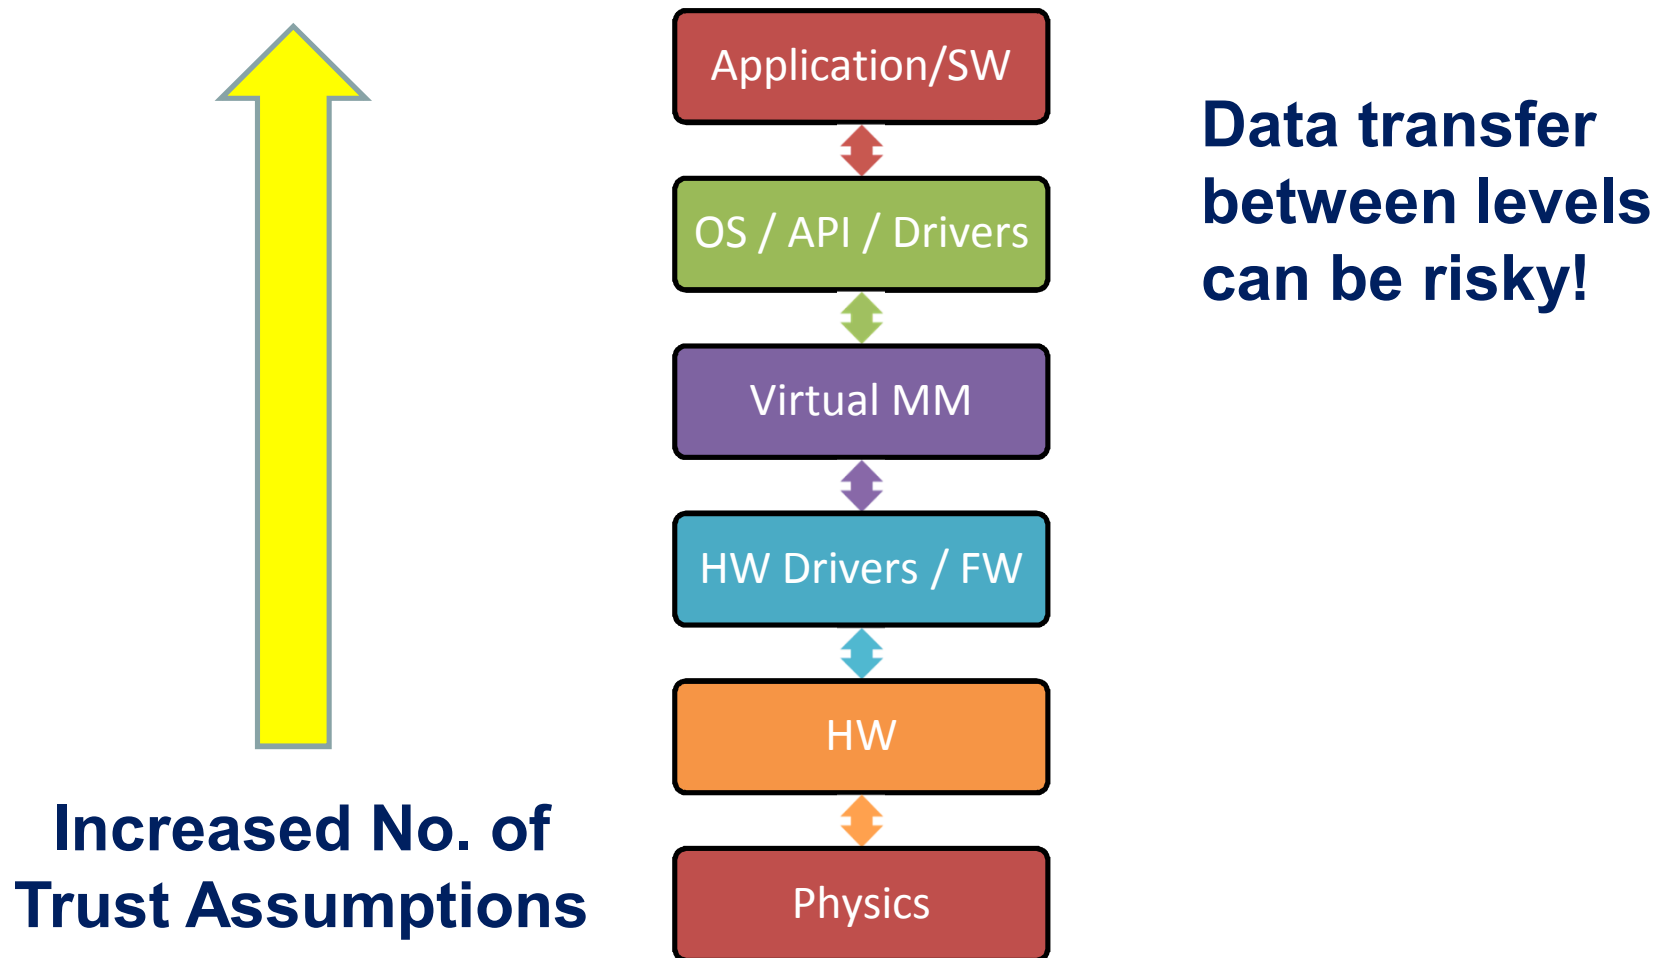 Application/SW
OS / API / Drivers
Virtual MM
HW Drivers / FW
HW
Physics
Data transfer
between levels
can be risky!
Increased No. of
Trust Assumptions